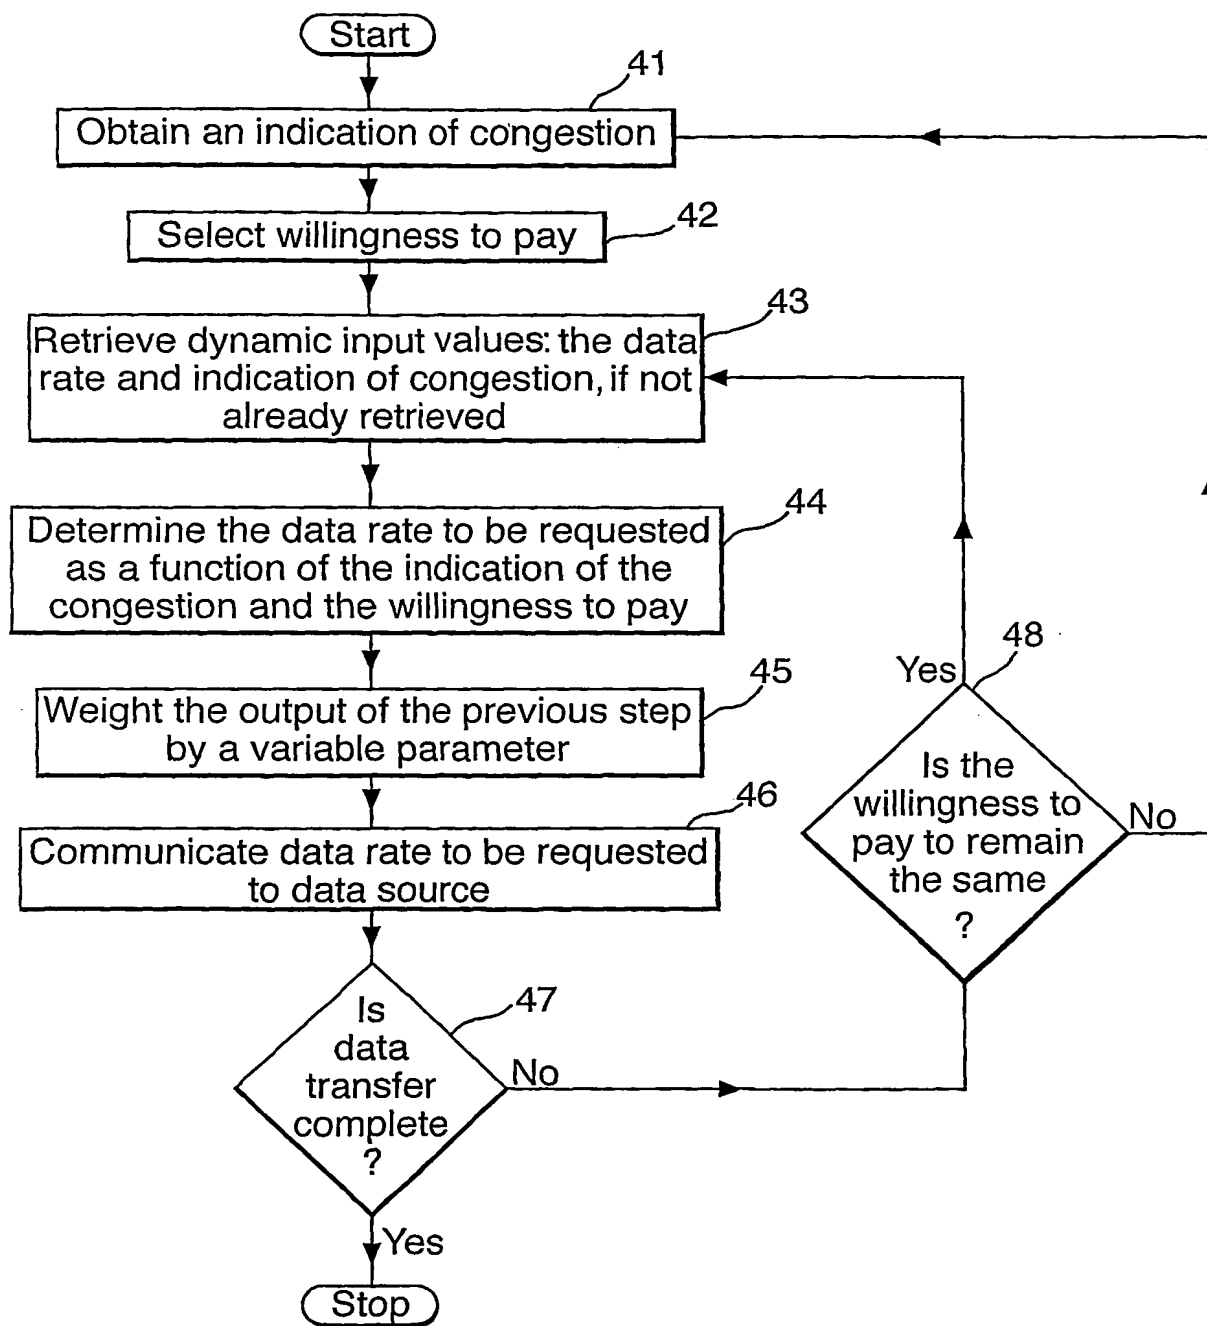 Start
41
Obtain an indication of congestion
42
Select willingness to pay
43
Retrieve dynamic input values: the data
rate and indication of congestion, if not
already retrieved
44
Determine the data rate to be requested
as a function of the indication of the
congestion and the willingness to pay
45
Weight the output of the previous step
by a variable parameter
46
Communicate data rate to be requested
to data source
47
Is
data
transfer
complete
?
No
Yes
Stop
48
Yes
Is the
willingness to
pay to remain
the same
?
No